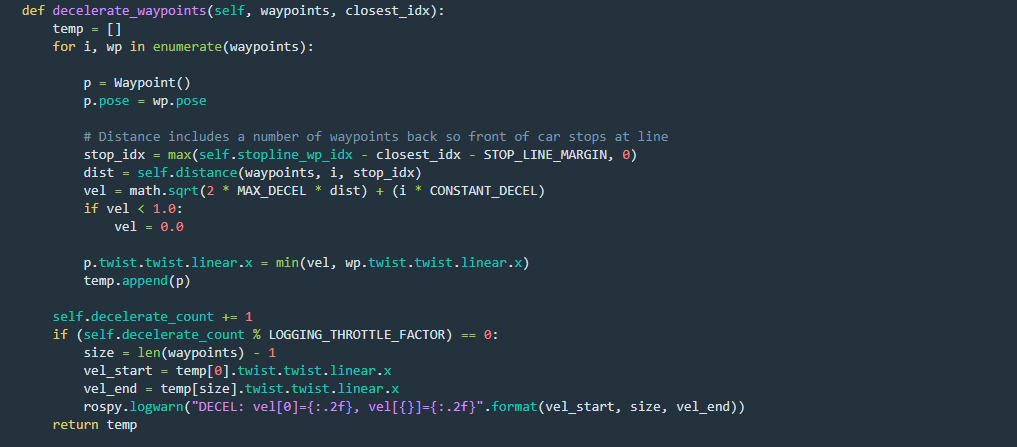 def decelerate_waypoints(self, waypoints, closest_idx):
    temp = []
    for i, wp in enumerate(waypoints):

        p = Waypoint()
        p.pose = wp.pose

        # Distance includes a number of waypoints back so front of car stops at line
        stop_idx = max(self.stopline_wp_idx - closest_idx - STOP_LINE_MARGIN, 0)
        dist = self.distance(waypoints, i, stop_idx)
        vel = math.sqrt(2 * MAX_DECEL * dist) + (i * CONSTANT_DECEL)
        if vel < 1.0:
            vel = 0.0

        p.twist.twist.linear.x = min(vel, wp.twist.twist.linear.x)
        temp.append(p)

    self.decelerate_count += 1
    if (self.decelerate_count % LOGGING_THROTTLE_FACTOR) == 0:
        size = len(waypoints) - 1
        vel_start = temp[0].twist.twist.linear.x
        vel_end = temp[size].twist.twist.linear.x
        rospy.logwarn("DECEL: vel[0]={:.2f}, vel[{}]={:.2f}".format(vel_start, size, vel_end))
    return temp